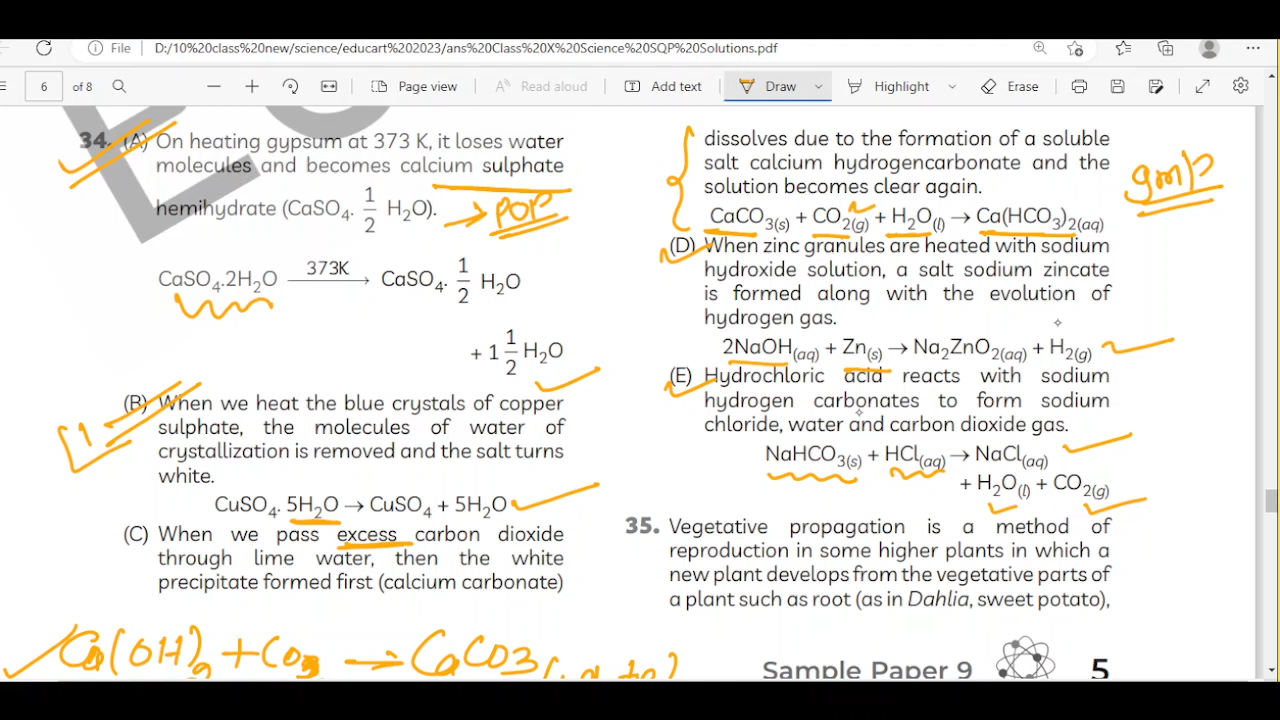 File D:/10%20class%20new/science/educart%202023/ans%20Class%20X%20Science%20SQP%20Solutions.pdf
6 of 8 Page view Read aloud Add text Draw Highlight Erase
34. (A) On heating gypsum at 373 K, it loses water
molecules and becomes calcium sulphate
hemihydrate (CaSO₄. 1/2 H₂O). → POP
CaSO₄.2H₂O —373K→ CaSO₄. 1/2 H₂O
+ 1 1/2 H₂O
(B) When we heat the blue crystals of copper
sulphate, the molecules of water of
crystallization is removed and the salt turns
white.
CuSO₄. 5H₂O → CuSO₄ + 5H₂O
(C) When we pass excess carbon dioxide
through lime water, then the white
precipitate formed first (calcium carbonate)
Ca(OH)₂ + CO₂ → CaCO3
dissolves due to the formation of a soluble
salt calcium hydrogencarbonate and the
solution becomes clear again.
CaCO₃(s) + CO₂(g) + H₂O(l) → Ca(HCO₃)₂(aq)
(D) When zinc granules are heated with sodium
hydroxide solution, a salt sodium zincate
is formed along with the evolution of
hydrogen gas.
2NaOH(aq) + Zn(s) → Na₂ZnO₂(aq) + H₂(g)
(E) Hydrochloric acid reacts with sodium
hydrogen carbonates to form sodium
chloride, water and carbon dioxide gas.
NaHCO₃(s) + HCl(aq) → NaCl(aq)
+ H₂O(l) + CO₂(g)
35. Vegetative propagation is a method of
reproduction in some higher plants in which a
new plant develops from the vegetative parts of
a plant such as root (as in Dahlia, sweet potato),
Sample Paper 9 5